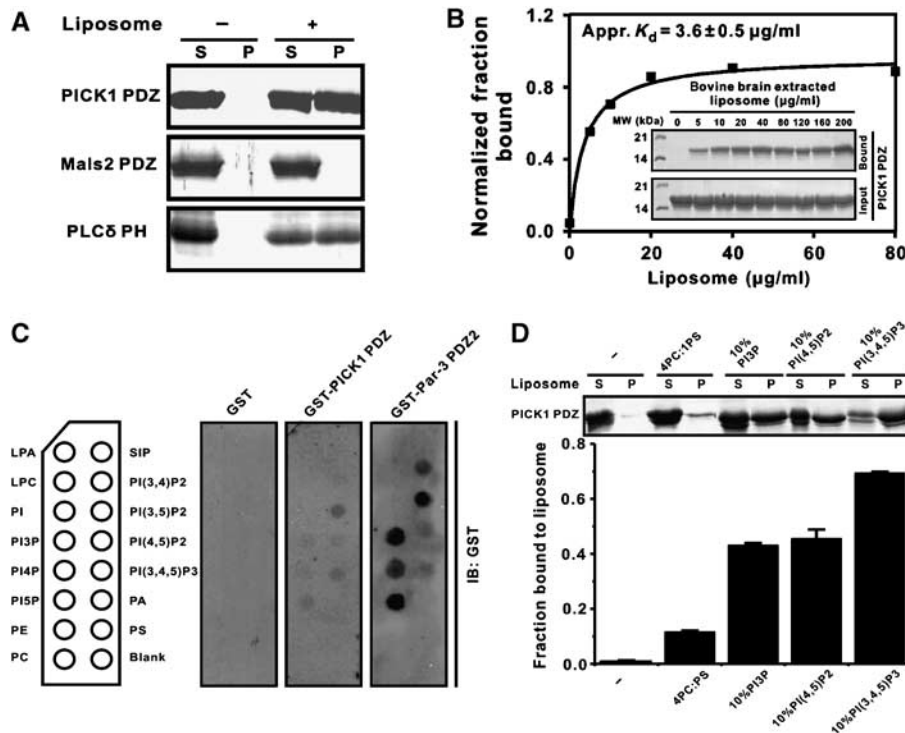 A
Liposome – +
S P S P
PICK1 PDZ
Mals2 PDZ
PLCδ PH
B
Appr. Kd = 3.6±0.5 μg/ml
Normalized fraction bound
1.2
0.8
0.4
0.0
0 20 40 60 80
Liposome (μg/ml)
Bovine brain extracted
liposome (μg/ml)
MW (kDa) 0 5 10 20 40 80 120 160 200
21
14
Bound
21
14
Input
PICK1 PDZ
C
GST
GST-PICK1 PDZ
GST-Par-3 PDZ2
LPA SIP
LPC PI(3,4)P2
PI PI(3,5)P2
PI3P PI(4,5)P2
PI4P PI(3,4,5)P3
PI5P PA
PE PS
PC Blank
IB: GST
D
–
4PC:1PS
10% PI3P
10% PI(4,5)P2
10% PI(3,4,5)P3
Liposome S P S P S P S P S P
PICK1 PDZ
Fraction bound to liposome
0.8
0.6
0.4
0.2
0.0
–
4PC:PS
10%PI3P
10%PI(4,5)P2
10%PI(3,4,5)P3